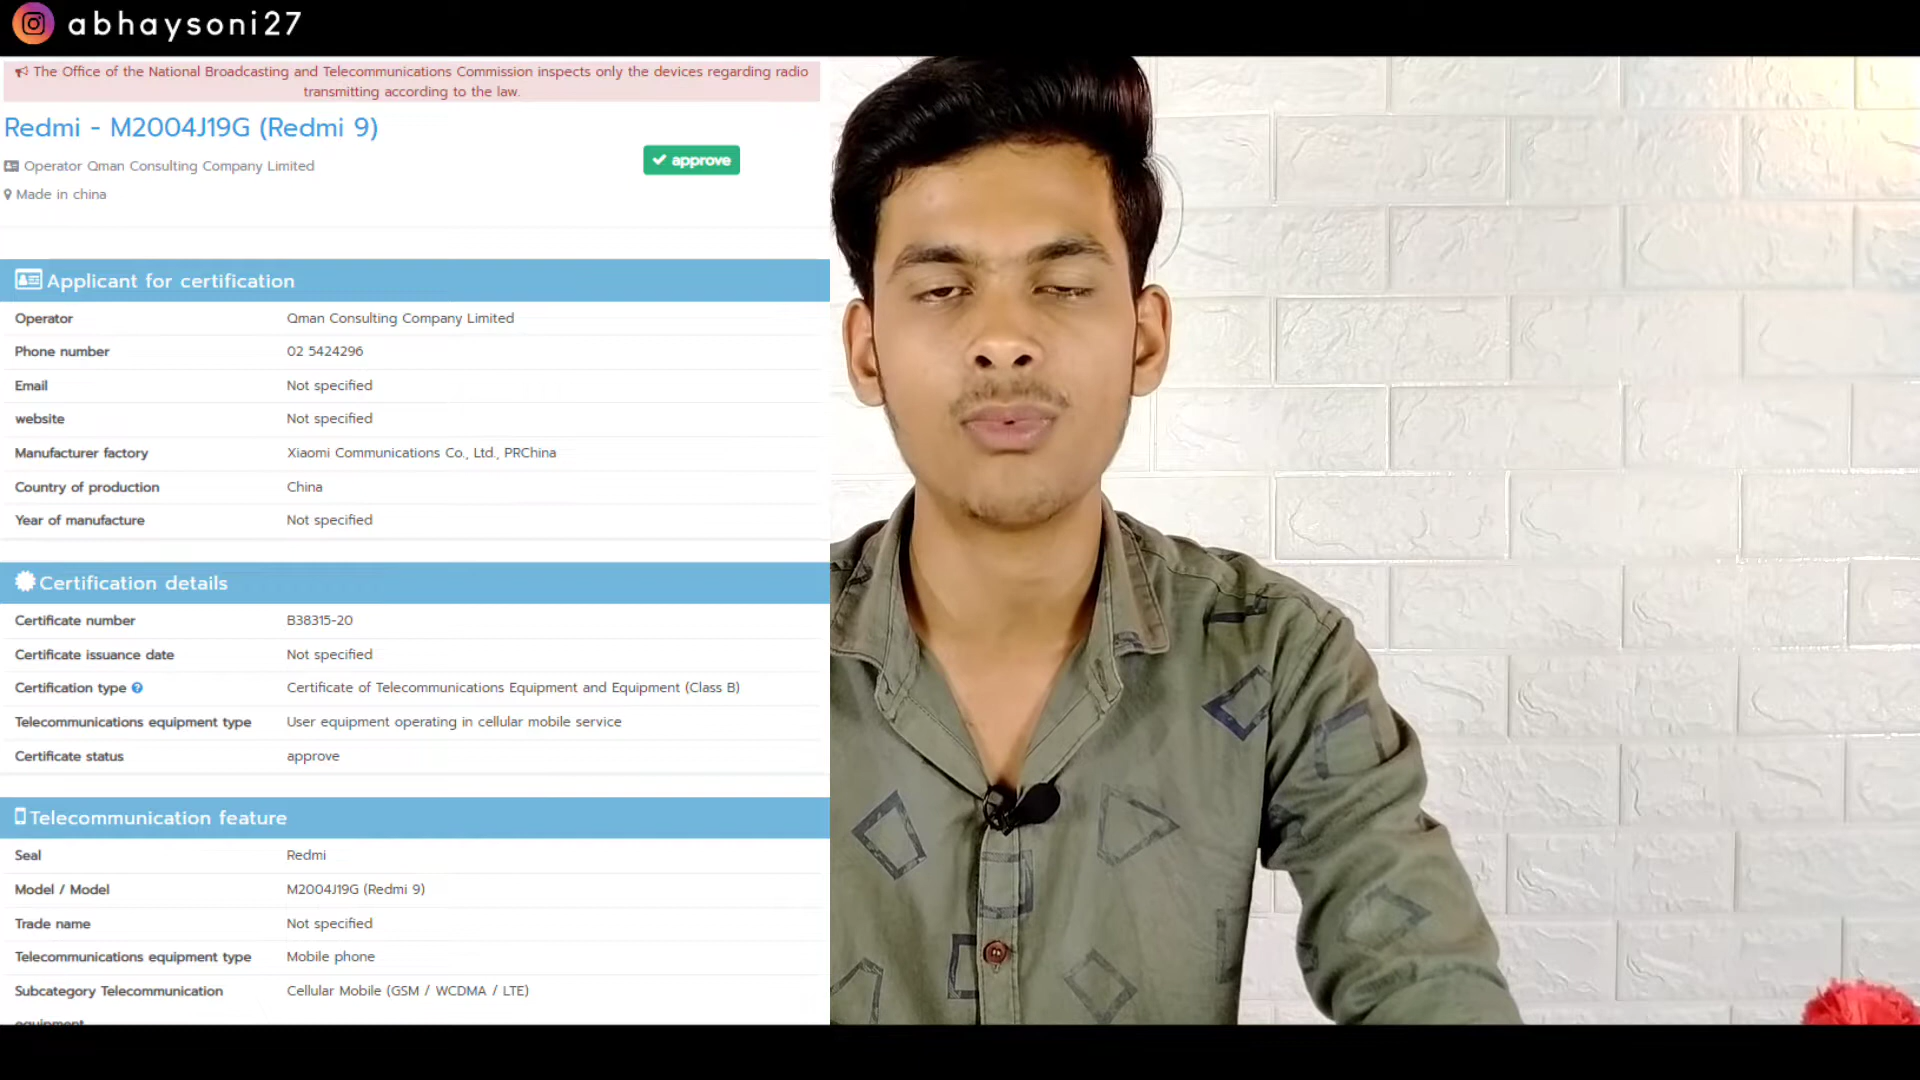 abhaysoni27
The Office of the National Broadcasting and Telecommunications Commission inspects only the devices regarding radio
transmitting according to the law.
Redmi - M2004J19G (Redmi 9)
Operator Qman Consulting Company Limited
approve
Made in china
Applicant for certification
Operator Qman Consulting Company Limited
Phone number 02 5424296
Email Not specified
website Not specified
Manufacturer factory Xiaomi Communications Co., Ltd., PRChina
Country of production China
Year of manufacture Not specified
Certification details
Certificate number B38315-20
Certificate issuance date Not specified
Certification type Certificate of Telecommunications Equipment and Equipment (Class B)
Telecommunications equipment type User equipment operating in cellular mobile service
Certificate status approve
Telecommunication feature
Seal Redmi
Model / Model M2004J19G (Redmi 9)
Trade name Not specified
Telecommunications equipment type Mobile phone
Subcategory Telecommunication Cellular Mobile (GSM / WCDMA / LTE)
equipment